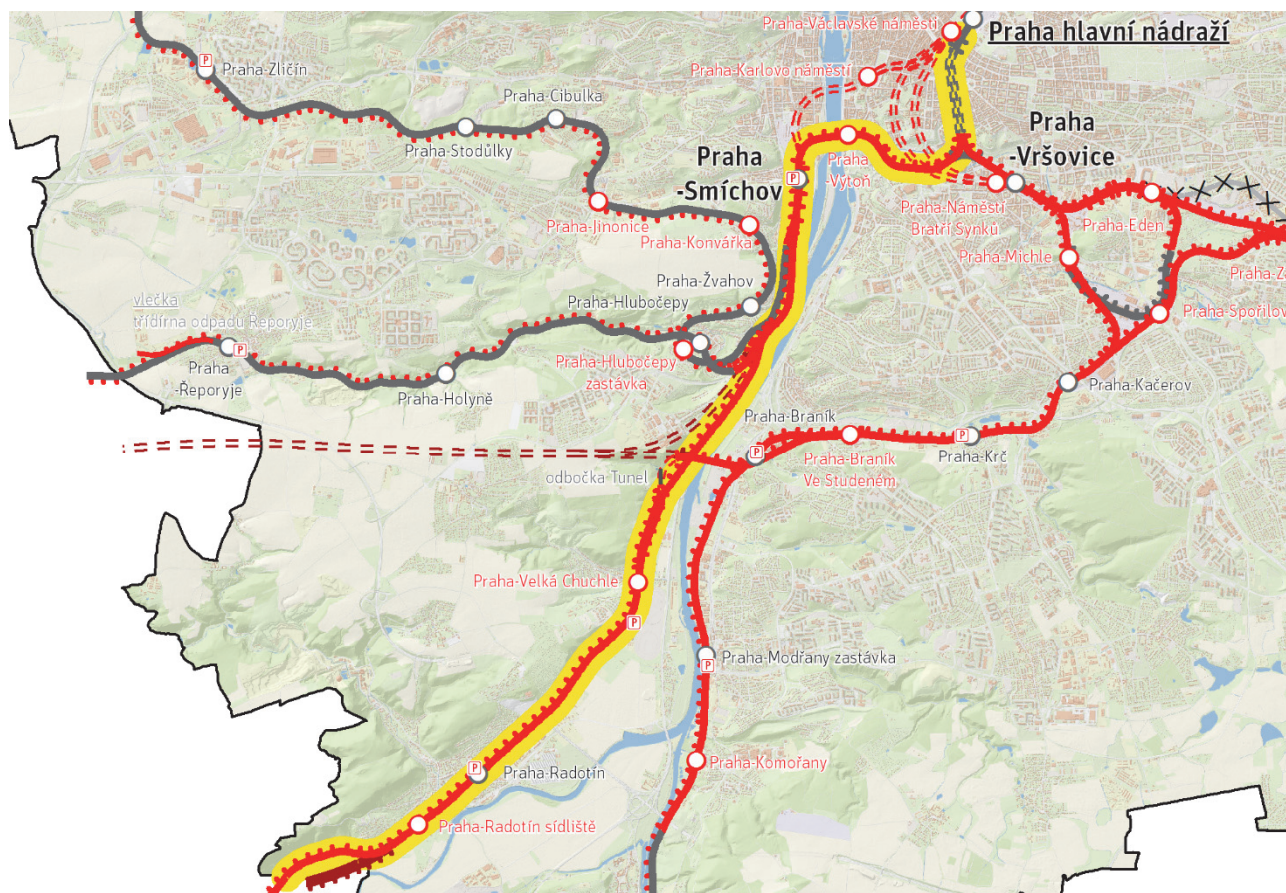 Praha-Václavské náměstí
Praha hlavní nádraží
P
Praha-Zličín
Praha-Karlovo náměstí
Praha-Cibulka
Praha-Stodůlky
Praha
-Vršovice
Praha
-Smíchov
P
Praha
-Výtoň
Praha-Jinonice
Praha-Náměstí
Bratří Synků
Praha-Eden
Praha-Konvářka
Praha-Michle
Praha-Žvahov
Praha-Hlubočepy
vlečka
třídírna odpadu Řeporyje
Praha-Spořilov
P
Praha
-Řeporyje
Praha-Hlubočepy
zastávka
Praha-Holyně
Praha-Kačerov
Praha-Braník
P
P
Praha-Krč
Praha-Braník
Ve Studeném
odbočka Tunel
Praha-Velká Chuchle
P
Praha-Modřany zastávka
P
Praha-Komořany
P
Praha-Radotín
Praha-Radotín sídliště